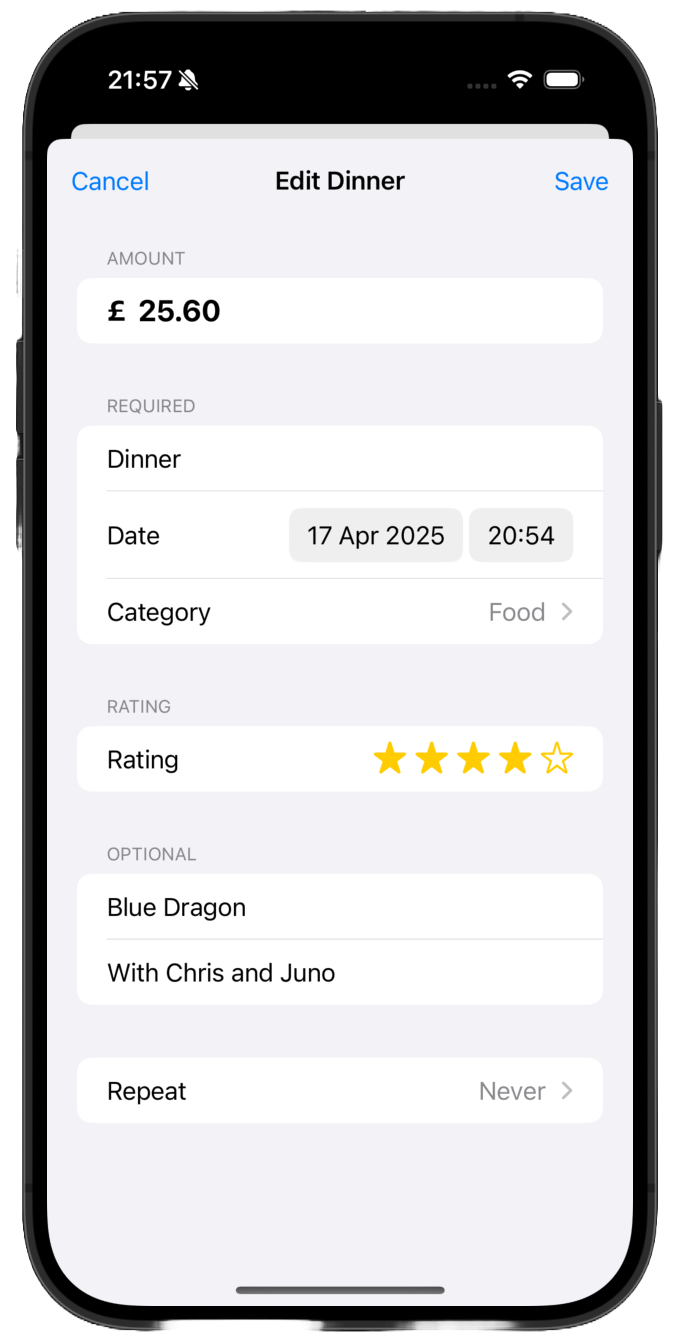 21:57
Cancel Edit Dinner Save
AMOUNT
£ 25.60
REQUIRED
Dinner
Date 17 Apr 2025 20:54
Category Food
RATING
Rating
OPTIONAL
Blue Dragon
With Chris and Juno
Repeat Never